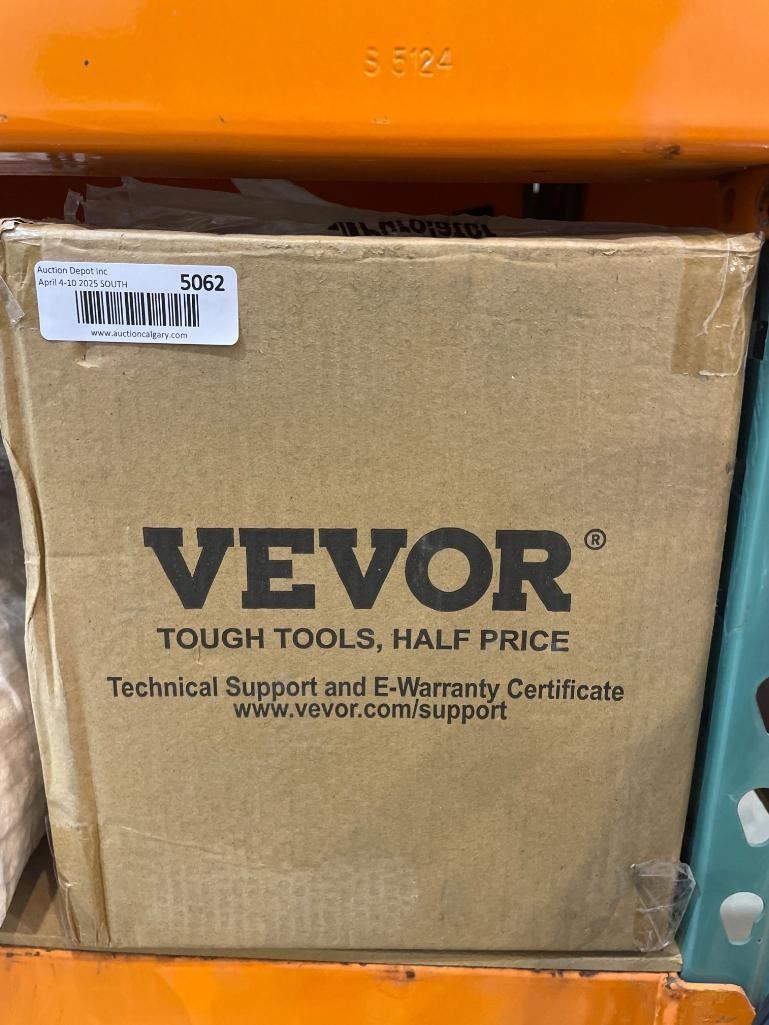 S 5124
Purolator
Auction Depot Inc
April 4-10 2025 SOUTH
5062
www.auctioncalgary.com
VEVOR®
TOUGH TOOLS, HALF PRICE
Technical Support and E-Warranty Certificate
www.vevor.com/support